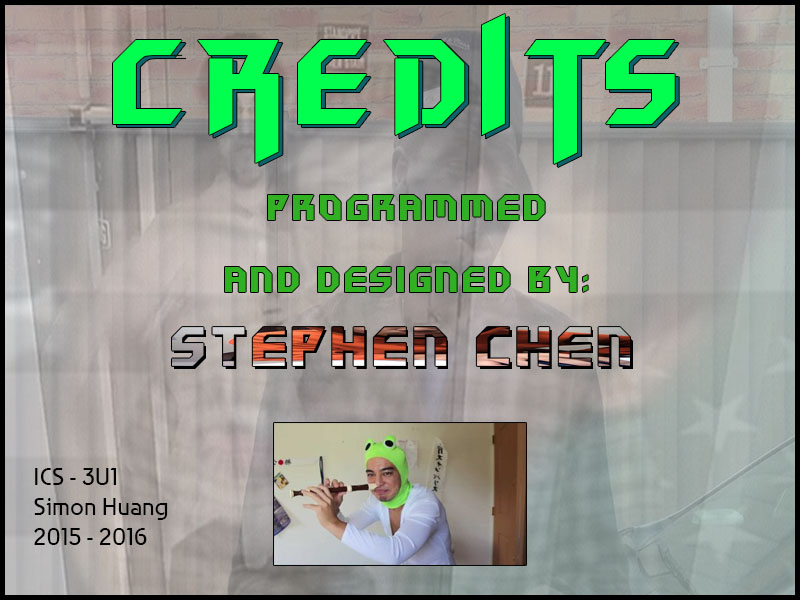 CREDITS
PROGRAMMED
AND DESIGNED BY:
STEPHEN CHEN
ICS - 3U1
Simon Huang
2015 - 2016